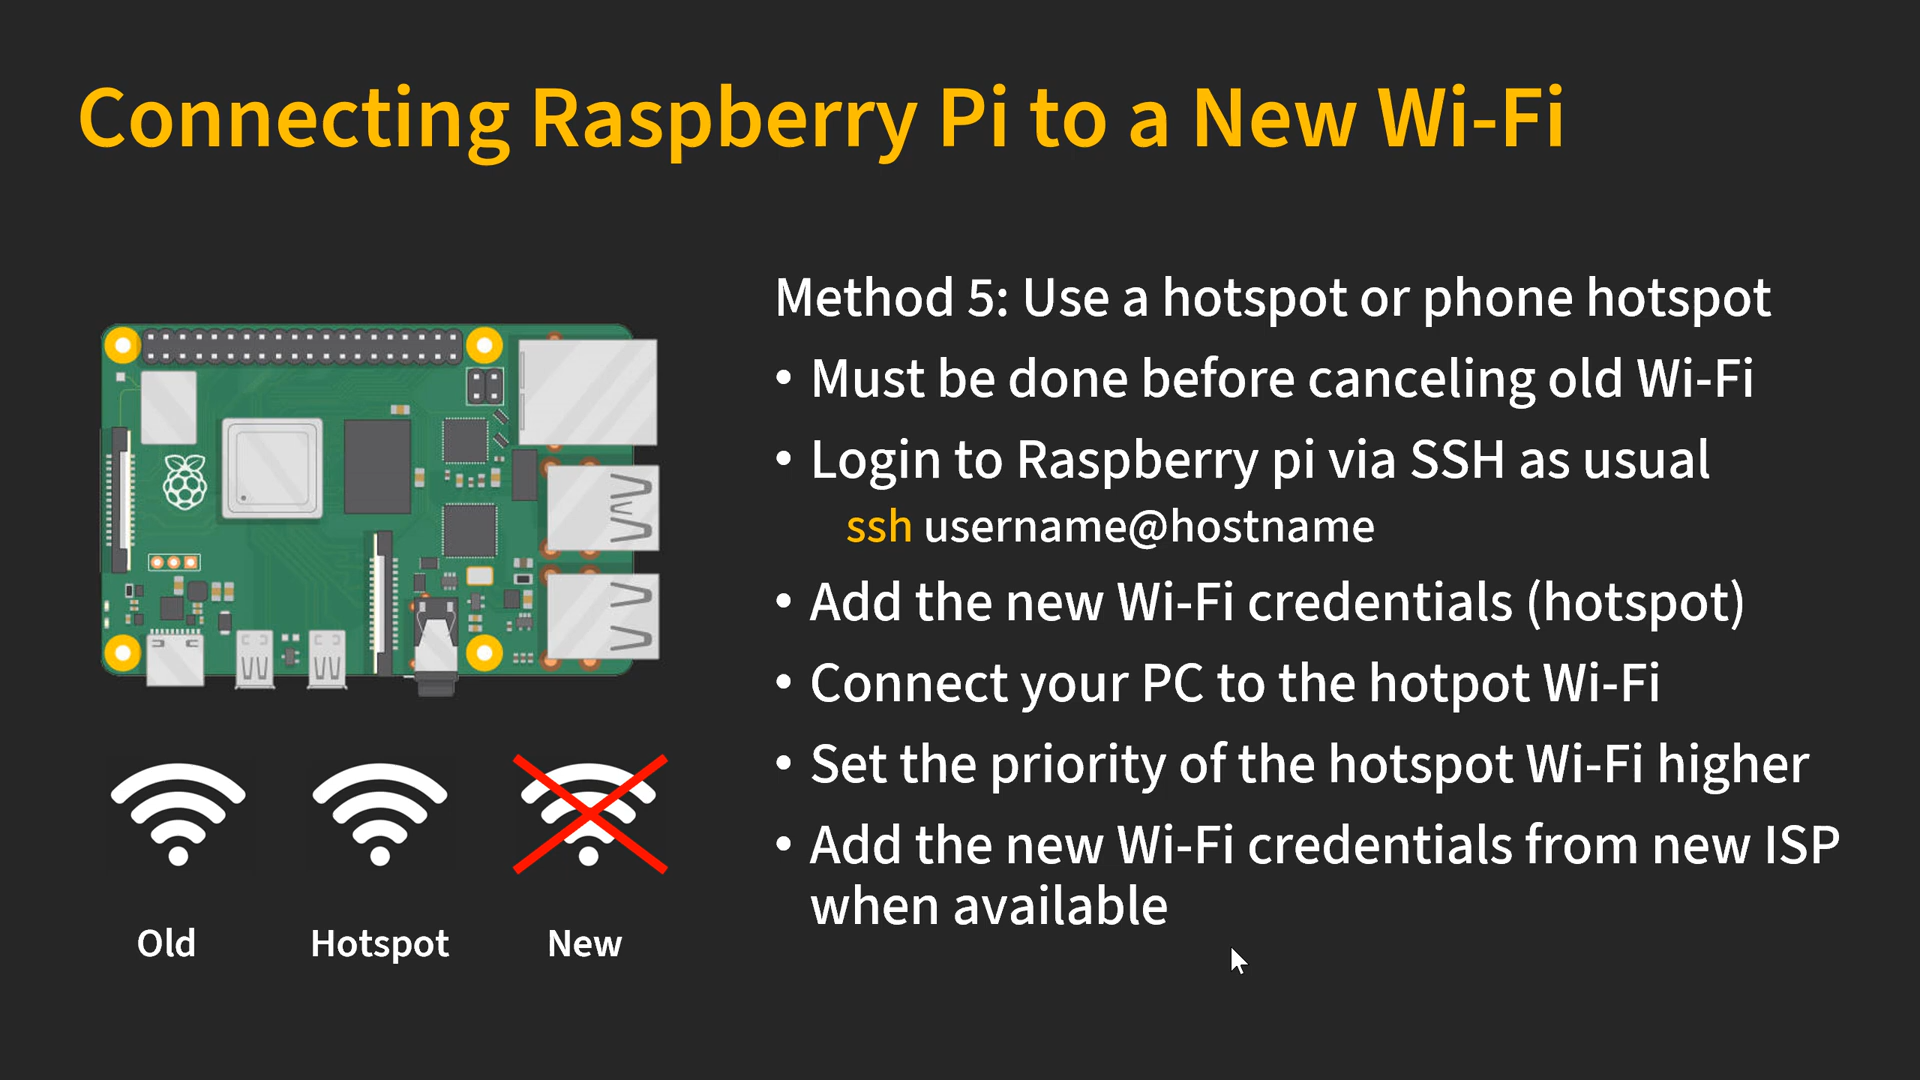 Connecting Raspberry Pi to a New Wi-Fi
Method 5: Use a hotspot or phone hotspot
• Must be done before canceling old Wi-Fi
• Login to Raspberry pi via SSH as usual
ssh username@hostname
• Add the new Wi-Fi credentials (hotspot)
• Connect your PC to the hotpot Wi-Fi
• Set the priority of the hotspot Wi-Fi higher
• Add the new Wi-Fi credentials from new ISP
when available
Old
Hotspot
New